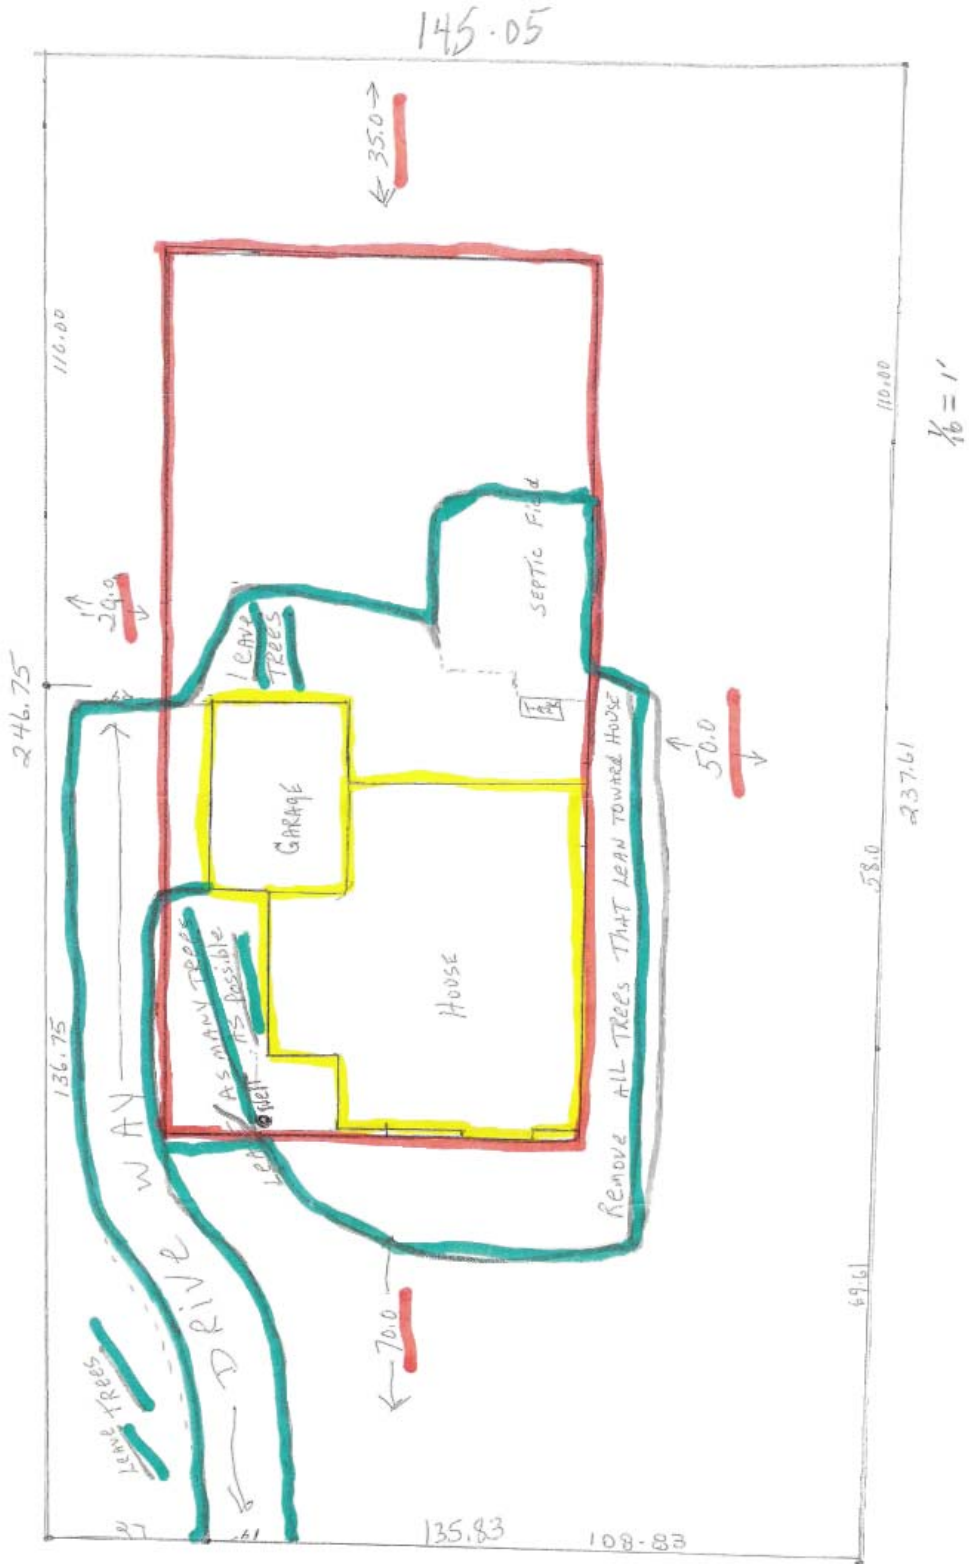 145.05
35.0
110.00
20.0
246.75
LEAVE
TREES
SEPTIC Field
TANK
GARAGE
HOUSE
AS MANY TREES
AS Possible
Well
136.75
DRIVE WAY
LEAVE TREES
70.0
Remove ALL TREES THAT LEAN TOWARD HOUSE
50.0
110.00
1/16 = 1'
237.61
58.0
69.61
135.83
108.83